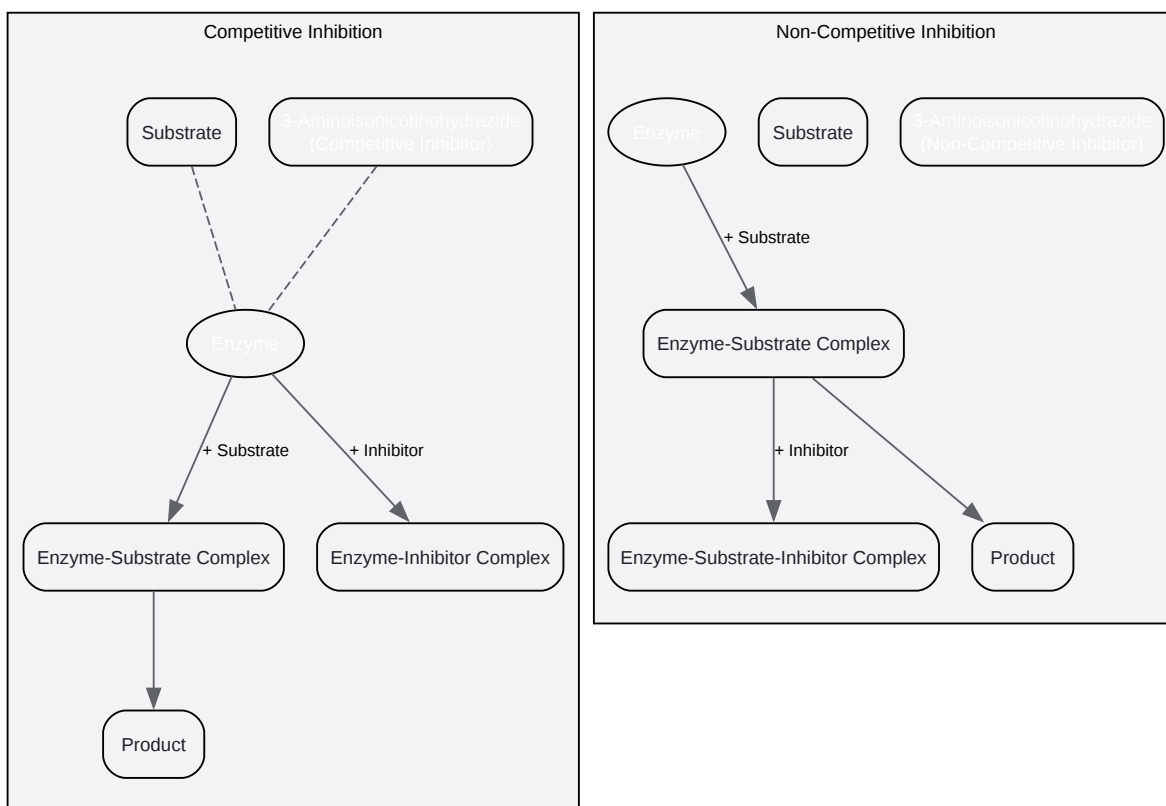 Competitive Inhibition
Substrate
3-Aminoisonicotinohydrazide
(Competitive Inhibitor)
Enzyme
+ Substrate
+ Inhibitor
Enzyme-Substrate Complex
Enzyme-Inhibitor Complex
Product
Non-Competitive Inhibition
Enzyme
Substrate
3-Aminoisonicotinohydrazide
(Non-Competitive Inhibitor)
+ Substrate
Enzyme-Substrate Complex
+ Inhibitor
Enzyme-Substrate-Inhibitor Complex
Product